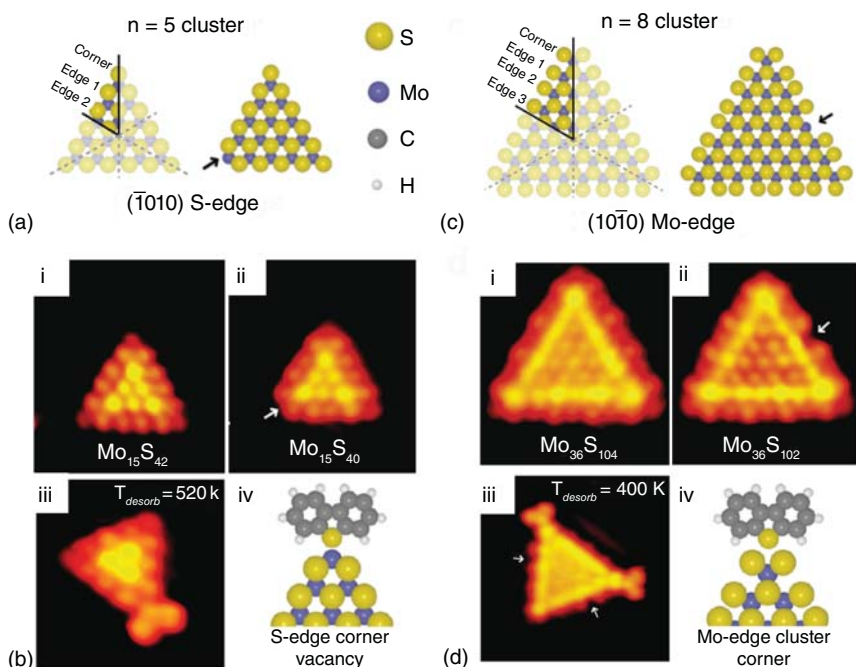 n = 5 cluster
Corner
Edge 1
Edge 2
(1̄010) S-edge
(a)
S
Mo
C
H
n = 8 cluster
Corner
Edge 1
Edge 2
Edge 3
(101̄0) Mo-edge
(c)
i
Mo₁₅S₄₂
ii
Mo₁₅S₄₀
iii
T_desorb = 520 k
iv
S-edge corner
vacancy
(b)
i
Mo₃₆S₁₀₄
ii
Mo₃₆S₁₀₂
iii
T_desorb = 400 K
iv
Mo-edge cluster
corner
(d)